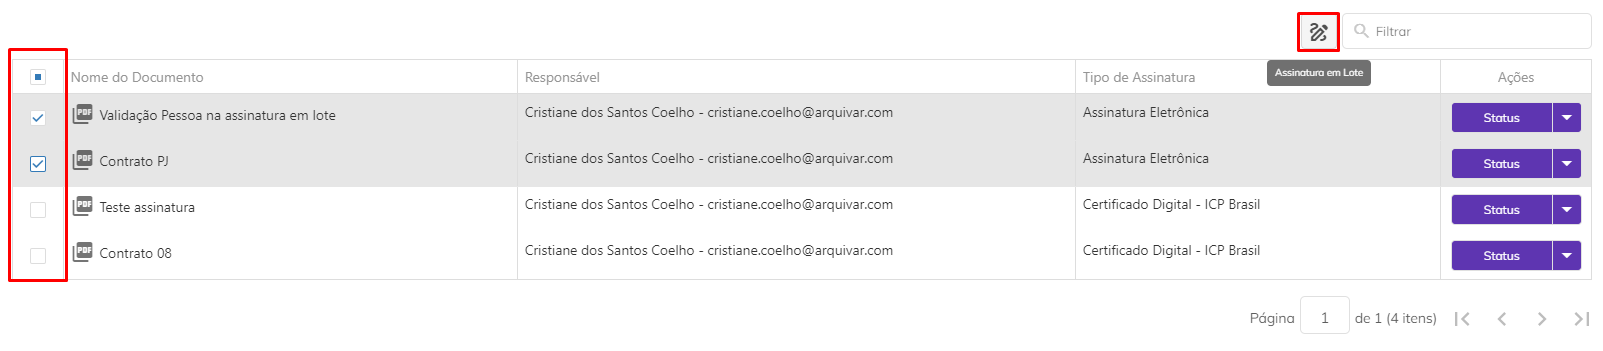 Filtrar
Assinatura em Lote
Nome do Documento Responsável Tipo de Assinatura Ações
PDF Validação Pessoa na assinatura em lote Cristiane dos Santos Coelho - cristiane.coelho@arquivar.com Assinatura Eletrônica Status
PDF Contrato PJ Cristiane dos Santos Coelho - cristiane.coelho@arquivar.com Assinatura Eletrônica Status
PDF Teste assinatura Cristiane dos Santos Coelho - cristiane.coelho@arquivar.com Certificado Digital - ICP Brasil Status
PDF Contrato 08 Cristiane dos Santos Coelho - cristiane.coelho@arquivar.com Certificado Digital - ICP Brasil Status
Página 1 de 1 (4 itens)